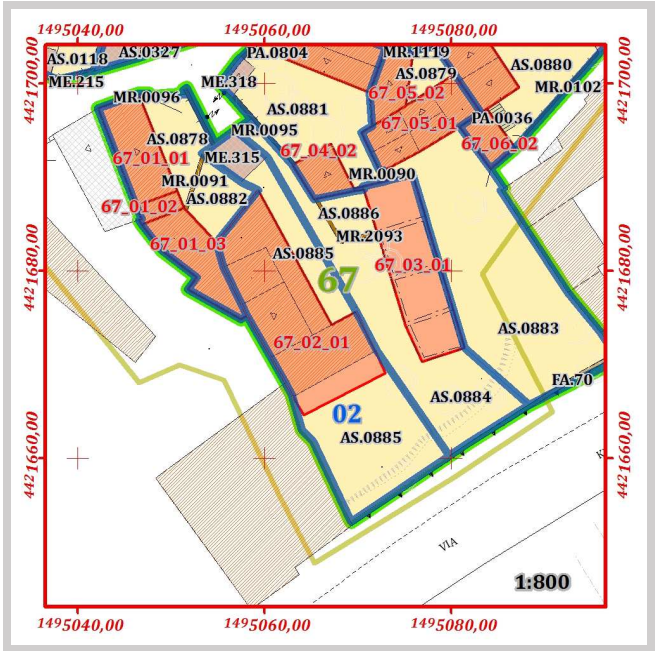 1495040,00 1495060,00 1495080,00
4421700,00 4421700,00
AS.0118 AS.0327 PA.0804 MR.1119 AS.0880
ME.215 ME.318 AS.0879 MR.0102
MR.0096 AS.0881 67_05_02
AS.0878 MR.0095 67_05_01 PA.0036
67_01_01 ME.315 67_04_02 67_06_02
MR.0091 MR.0090
67_01_02 AS.0882 AS.0886
67_01_03 AS.0885 MR.2093
4421680,00 67 67_03_01 4421680,00
67_02_01 AS.0883
FA.70
02 AS.0884
AS.0885
4421660,00 4421660,00
VIA
1:800
1495040,00 1495060,00 1495080,00